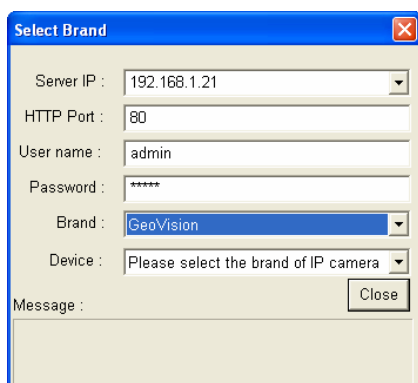 Select Brand
Server IP : 192.168.1.21
HTTP Port : 80
User name : admin
Password : *****
Brand : GeoVision
Device : Please select the brand of IP camera
Close
Message :